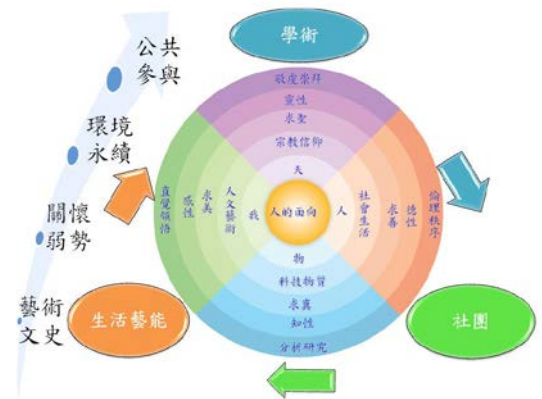 公共
參與
環境
永續
關懷
弱勢
藝術
文史
學術
社團
生活藝能
敬虔崇拜
靈性
求聖
宗教信仰
天
人的面向
我
人文藝術
求美
感性
直覺領悟
人
社會生活
求善
德性
倫理秩序
物
科技物質
求真
知性
分析研究